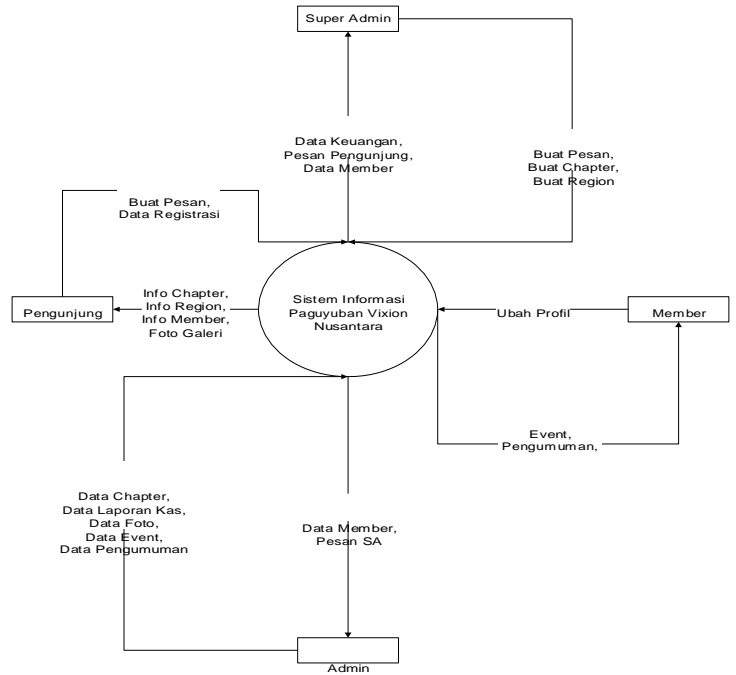 Super Admin
Data Keuangan,
Pesan Pengunjung,
Data Member
Buat Pesan,
Buat Chapter,
Buat Region
Buat Pesan,
Data Registrasi
Pengunjung
Info Chapter,
Info Region,
Info Member,
Foto Galeri
Sistem Informasi
Paguyuban Vixion
Nusantara
Ubah Profil
Member
Event,
Pengumuman,
Data Chapter,
Data Laporan Kas,
Data Foto,
Data Event,
Data Pengumuman
Data Member,
Pesan SA
Admin